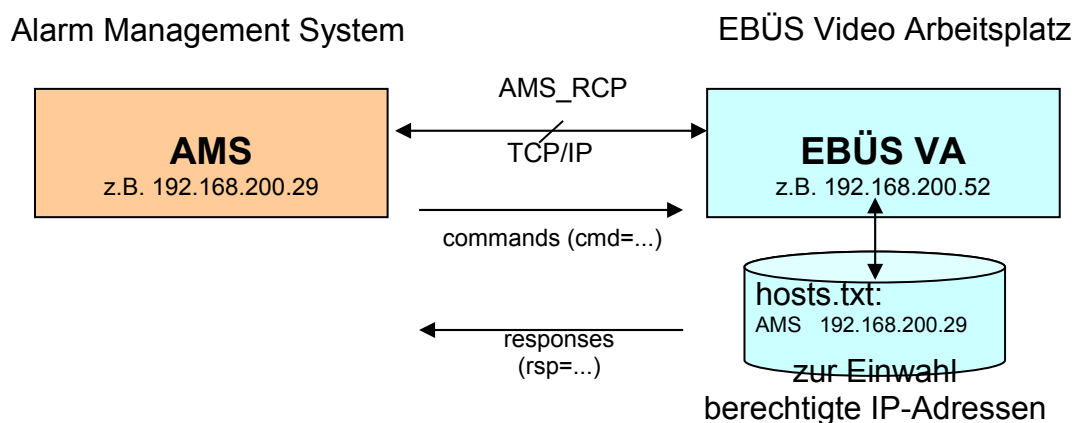 Alarm Management System
EBÜS Video Arbeitsplatz
AMS
z.B. 192.168.200.29
AMS_RCP
TCP/IP
EBÜS VA
z.B. 192.168.200.52
commands (cmd=...)
responses
(rsp=...)
hosts.txt:
AMS 192.168.200.29
zur Einwahl
berechtigte IP-Adressen